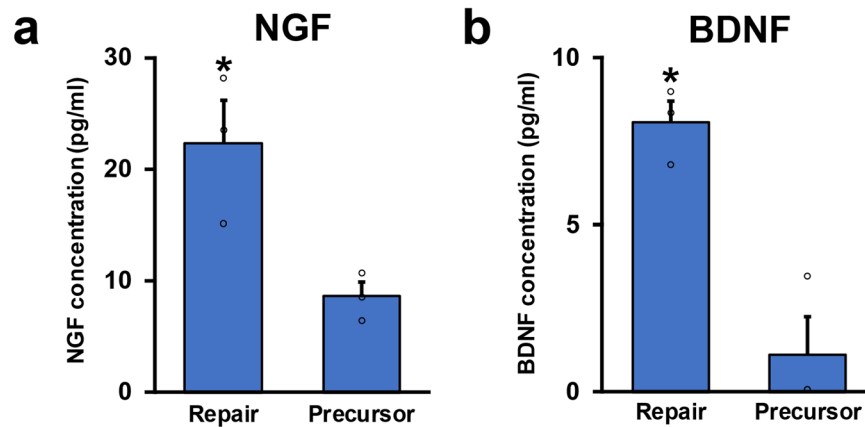 a
NGF
NGF concentration (pg/ml)
30
20
10
0
*
Repair
Precursor
b
BDNF
BDNF concentration (pg/ml)
10
5
0
*
Repair
Precursor